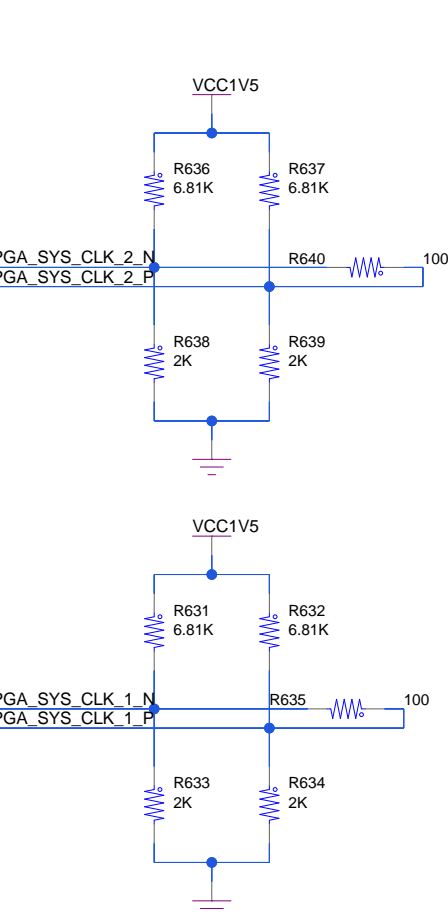 VCC1V5
R636
6.81K
R637
6.81K
PGA_SYS_CLK_2_N
R640
100
PGA_SYS_CLK_2_P
R638
2K
R639
2K
VCC1V5
R631
6.81K
R632
6.81K
PGA_SYS_CLK_1_N
R635
100
PGA_SYS_CLK_1_P
R633
2K
R634
2K